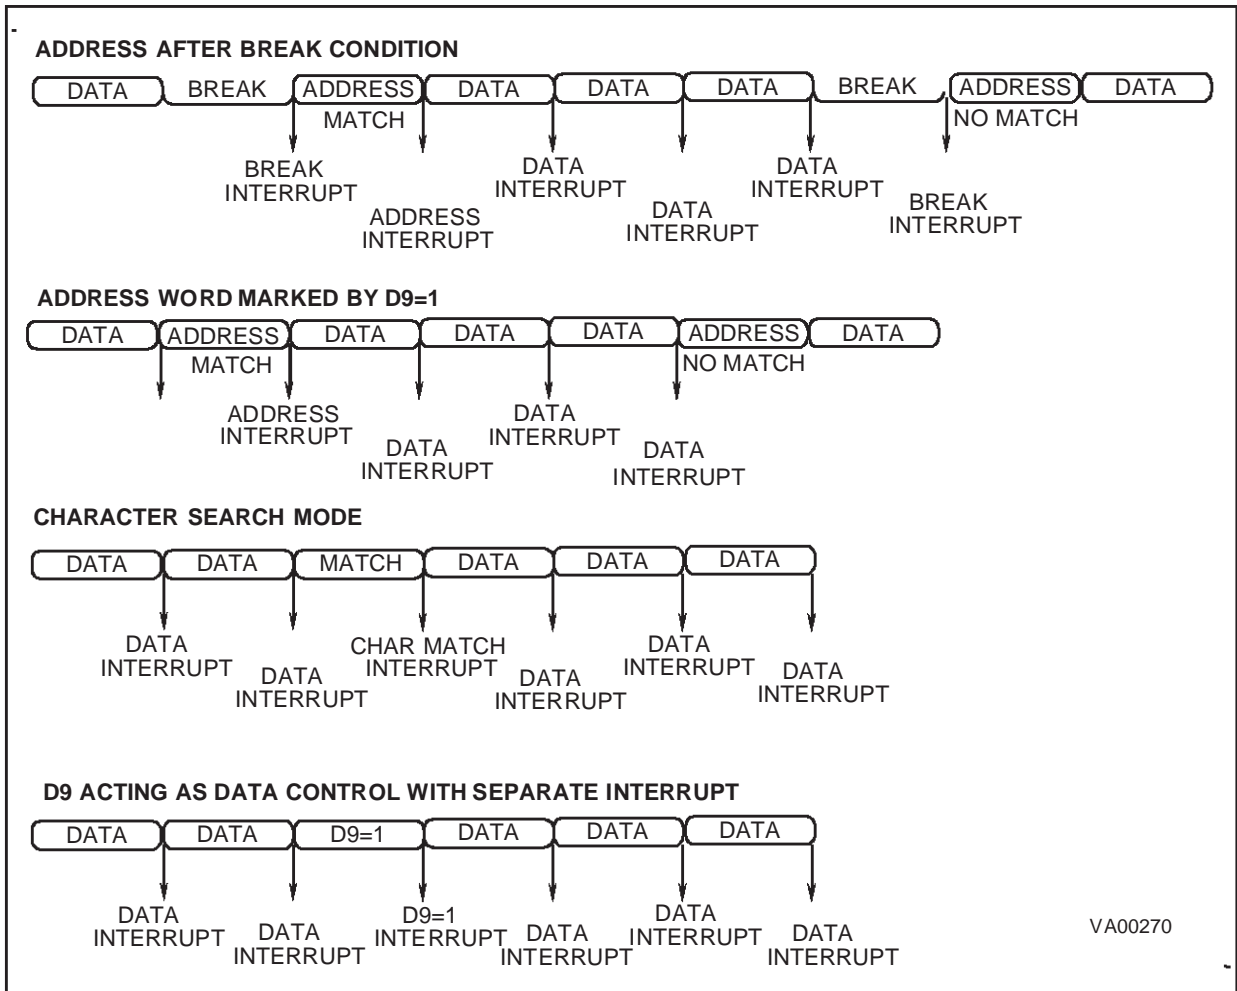 ADDRESS AFTER BREAK CONDITION
DATA BREAK ADDRESS DATA DATA DATA BREAK ADDRESS DATA
MATCH NO MATCH
BREAK
INTERRUPT
ADDRESS
INTERRUPT
DATA
INTERRUPT
DATA
INTERRUPT
DATA
INTERRUPT
BREAK
INTERRUPT
ADDRESS WORD MARKED BY D9=1
DATA ADDRESS DATA DATA DATA ADDRESS DATA
MATCH NO MATCH
ADDRESS
INTERRUPT
DATA
INTERRUPT
DATA
INTERRUPT
DATA
INTERRUPT
CHARACTER SEARCH MODE
DATA DATA MATCH DATA DATA DATA
DATA
INTERRUPT
DATA
INTERRUPT
CHAR MATCH
INTERRUPT
DATA
INTERRUPT
DATA
INTERRUPT
DATA
INTERRUPT
D9 ACTING AS DATA CONTROL WITH SEPARATE INTERRUPT
DATA DATA D9=1 DATA DATA DATA
DATA
INTERRUPT
DATA
INTERRUPT
D9=1
INTERRUPT
DATA
INTERRUPT
DATA
INTERRUPT
DATA
INTERRUPT
VA00270